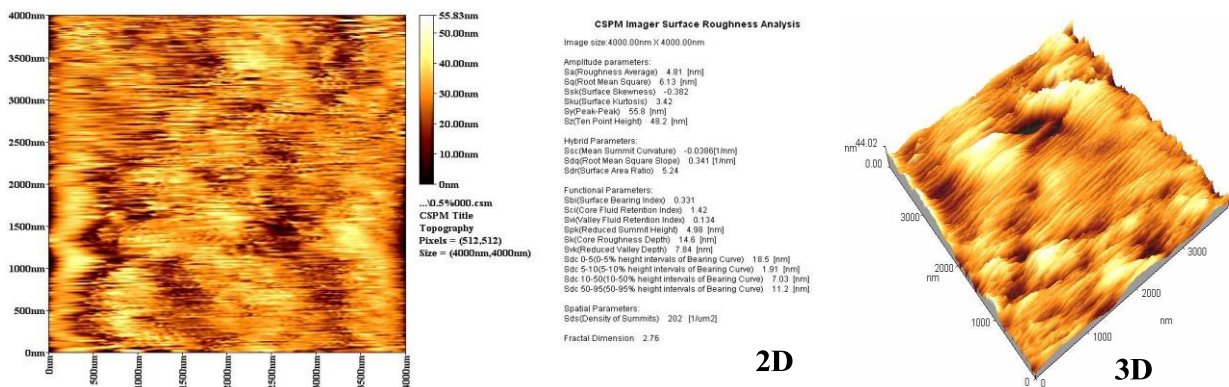 4000nm
3500nm
3000nm
2500nm
2000nm
1500nm
1000nm
500nm
0nm
0nm
500nm
1000nm
1500nm
2000nm
2500nm
3000nm
3500nm
4000nm
55.83nm
50.00nm
40.00nm
30.00nm
20.00nm
10.00nm
0nm
...\0.5%000.csm
CSPM Title
Topography
Pixels = (512,512)
Size = (4000nm,4000nm)
CSPM Imager Surface Roughness Analysis
Image size:4000.00nm X 4000.00nm
Amplitude parameters:
Sa(Roughness Average) 4.81 [nm]
Sq(Root Mean Square) 6.13 [nm]
Ssk(Surface Skewness) -0.382
Sku(Surface Kurtosis) 3.42
Sy(Peak-Peak) 55.8 [nm]
Sz(Ten Point Height) 48.2 [nm]
Hybrid Parameters:
Ssc(Mean Summit Curvature) -0.0386[1/nm]
Sdq(Root Mean Square Slope) 0.341 [1/nm]
Sdr(Surface Area Ratio) 5.24
Functional Parameters:
Sbi(Surface Bearing Index) 0.331
Sci(Core Fluid Retention Index) 1.42
Svi(Valley Fluid Retention Index) 0.134
Spk(Reduced Summit Height) 4.98 [nm]
Sk(Core Roughness Depth) 14.6 [nm]
Svk(Reduced Valley Depth) 7.84 [nm]
Sdc 0-5(0-5% height intervals of Bearing Curve) 18.5 [nm]
Sdc 5-10(5-10% height intervals of Bearing Curve) 1.91 [nm]
Sdc 10-50(10-50% height intervals of Bearing Curve) 7.03 [nm]
Sdc 50-95(50-95% height intervals of Bearing Curve) 11.2 [nm]
Spatial Parameters:
Sds(Density of Summits) 202 [1/um2]
Fractal Dimension 2.76
2D
44.02
nm
0.00
3000
2000
nm
1000
0
0
1000
2000
nm
3000
3D